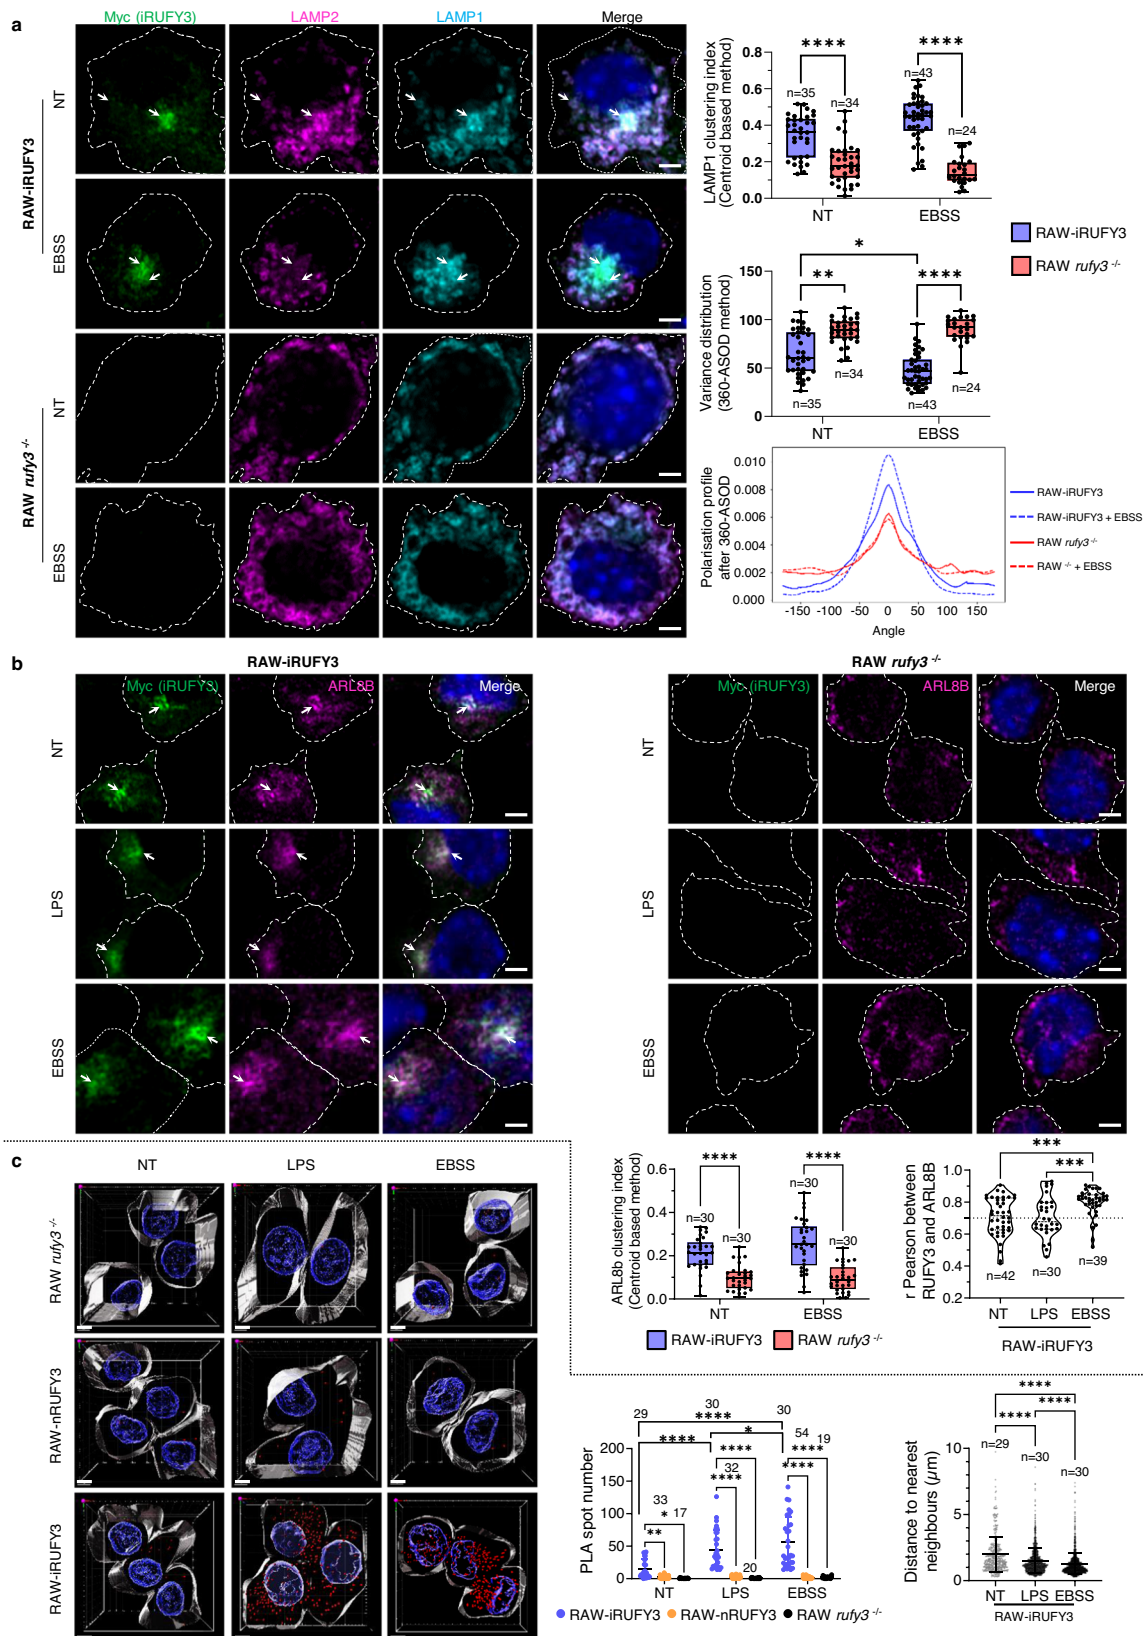 a
Myc (iRUFY3) LAMP2 LAMP1 Merge
RAW-iRUFY3
NT
EBSS
RAW rufy3 -/-
NT
EBSS
LAMP1 clustering index
(Centroid based method)
0.8
0.6
0.4
0.2
0.0
**** ****
n=35 n=34 n=43 n=24
NT EBSS
RAW-iRUFY3
RAW rufy3 -/-
Variance distribution
(360-ASOD method)
150
100
50
0
*
** ****
n=35 n=34 n=43 n=24
NT EBSS
Polarisation profile
after 360-ASOD
0.010
0.008
0.006
0.004
0.002
0.000
-150 -100 -50 0 50 100 150
Angle
RAW-iRUFY3
RAW-iRUFY3 + EBSS
RAW rufy3 -/-
RAW -/- + EBSS
b
RAW-iRUFY3
Myc (iRUFY3) ARL8B Merge
NT
LPS
EBSS
RAW rufy3 -/-
Myc (iRUFY3) ARL8B Merge
NT
LPS
EBSS
ARL8b clustering index
(Centroid based method)
0.6
0.4
0.2
0.0
**** ****
n=30 n=30 n=30 n=30
NT EBSS
RAW-iRUFY3 RAW rufy3 -/-
r Pearson between
RUFY3 and ARL8B
1.0
0.8
0.6
0.4
0.2
***
***
n=42 n=30 n=39
NT LPS EBSS
RAW-iRUFY3
c
NT LPS EBSS
RAW rufy3 -/-
RAW-nRUFY3
RAW-iRUFY3
PLA spot number
200
150
100
50
0
29 30 30
****
**** *
33 17 32 20 54 19
* **
**** ****
**** ****
NT LPS EBSS
RAW-iRUFY3 RAW-nRUFY3 RAW rufy3 -/-
Distance to nearest
neighbours (µm)
10
5
0
****
**** ****
n=29 n=30 n=30
NT LPS EBSS
RAW-iRUFY3